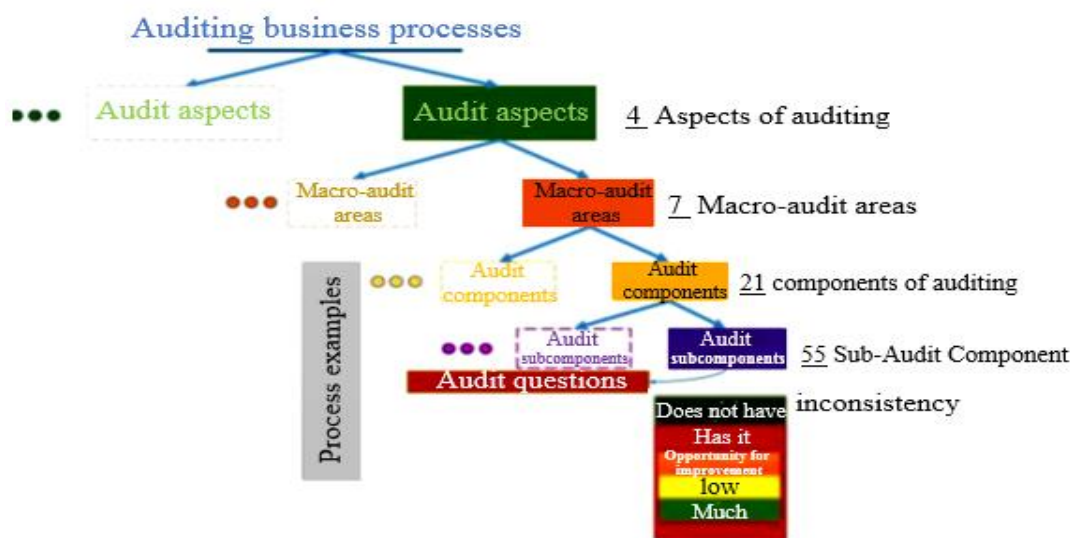 Auditing business processes
Audit aspects
Audit aspects
4 Aspects of auditing
Macro-audit
areas
Macro-audit
areas
7 Macro-audit areas
Process examples
Audit
components
Audit
components
21 components of auditing
Audit
subcomponents
Audit
subcomponents
55 Sub-Audit Component
Audit questions
Does not have
inconsistency
Has it
Opportunity for
improvement
low
Much